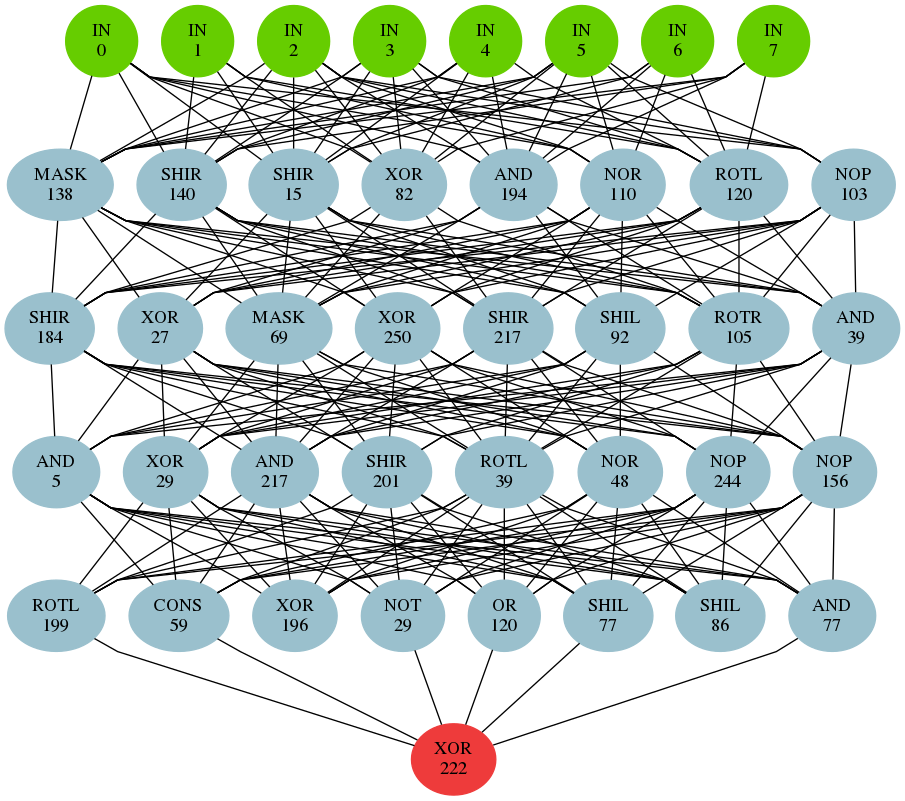 IN
0
IN
1
IN
2
IN
3
IN
4
IN
5
IN
6
IN
7
MASK
138
SHIR
140
SHIR
15
XOR
82
AND
194
NOR
110
ROTL
120
NOP
103
SHIR
184
XOR
27
MASK
69
XOR
250
SHIR
217
SHIL
92
ROTR
105
AND
39
AND
5
XOR
29
AND
217
SHIR
201
ROTL
39
NOR
48
NOP
244
NOP
156
ROTL
199
CONS
59
XOR
196
NOT
29
OR
120
SHIL
77
SHIL
86
AND
77
XOR
222